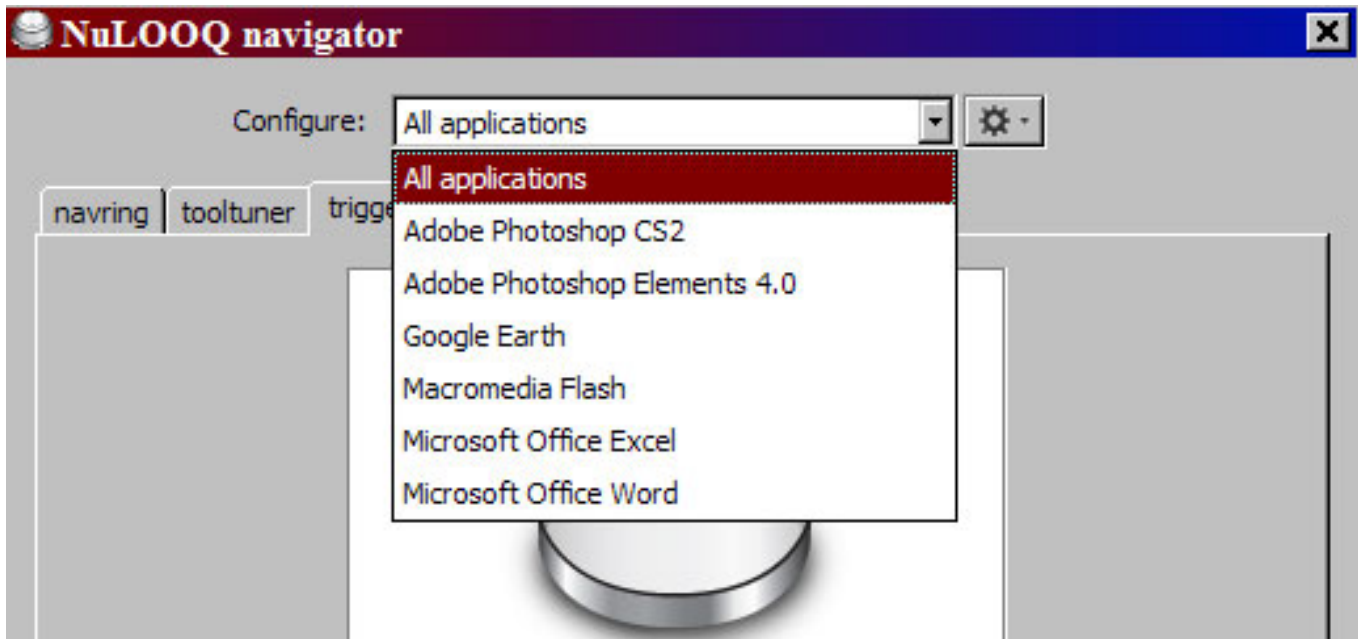 NuLOOQ navigator
Configure: All applications
All applications
navring tooltuner
Adobe Photoshop CS2
Adobe Photoshop Elements 4.0
Google Earth
Macromedia Flash
Microsoft Office Excel
Microsoft Office Word